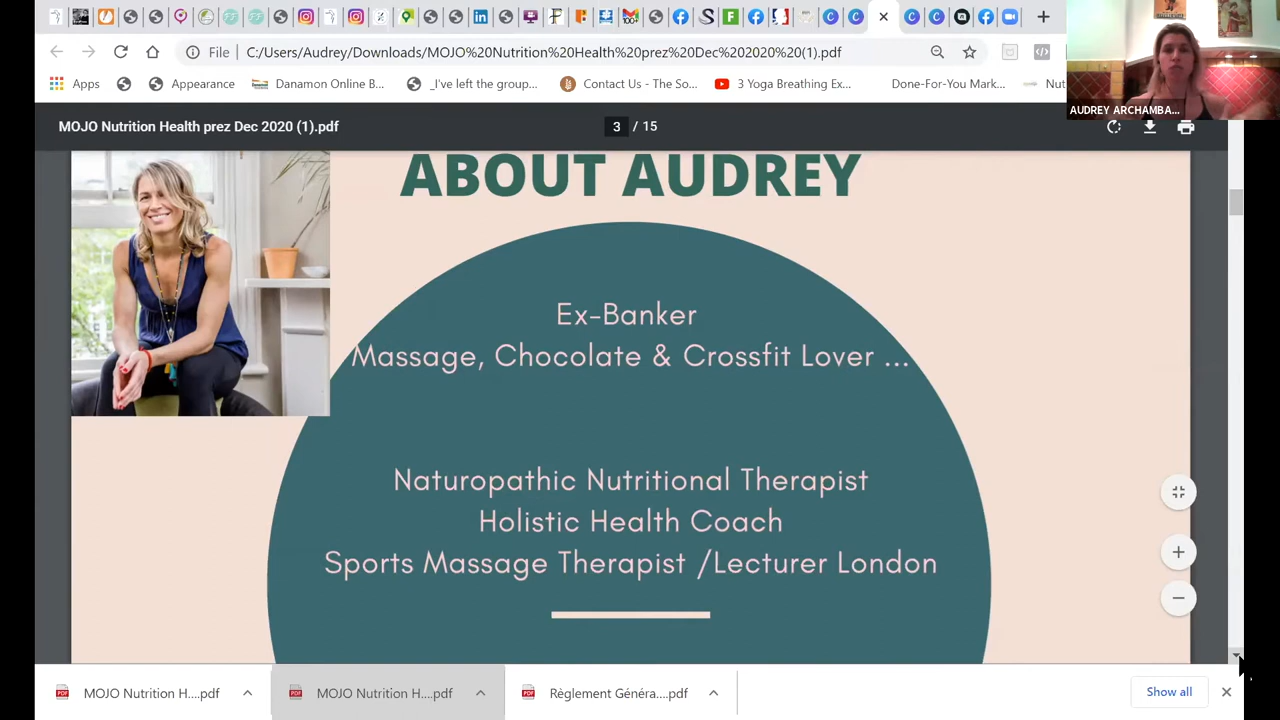 File
C:/Users/Audrey/Downloads/MOJO%20Nutrition%20Health%20prez%20Dec%202020%20(1).pdf
Apps
Appearance
Danamon-Online B...
_I've left the group...
Contact Us - The So...
3 Yoga Breathing Ex...
Done-For-You Mark...
Nut
AUDREY ARCHAMBA...
MOJO Nutrition Health prez Dec 2020 (1).pdf
3 / 15
ABOUT AUDREY
Ex-Banker
Massage, Chocolate & Crossfit Lover ...
Naturopathic Nutritional Therapist
Holistic Health Coach
Sports Massage Therapist /Lecturer London
MOJO Nutrition H....pdf
MOJO Nutrition H....pdf
Règlement Généra....pdf
Show all